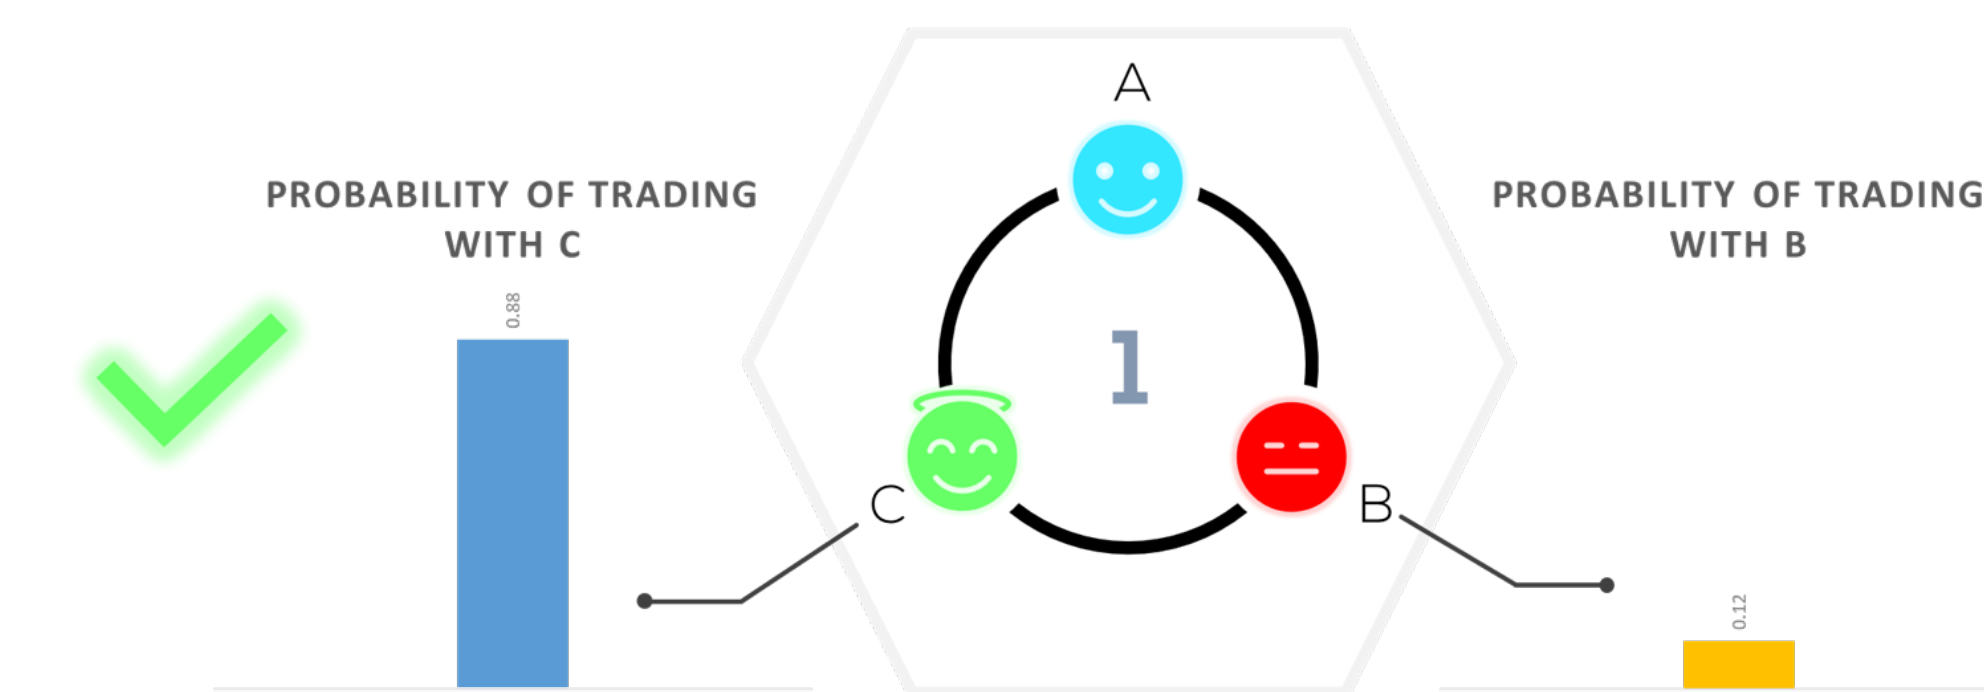 A
PROBABILITY OF TRADING
WITH C
PROBABILITY OF TRADING
WITH B
0.88
1
C
B
0.12